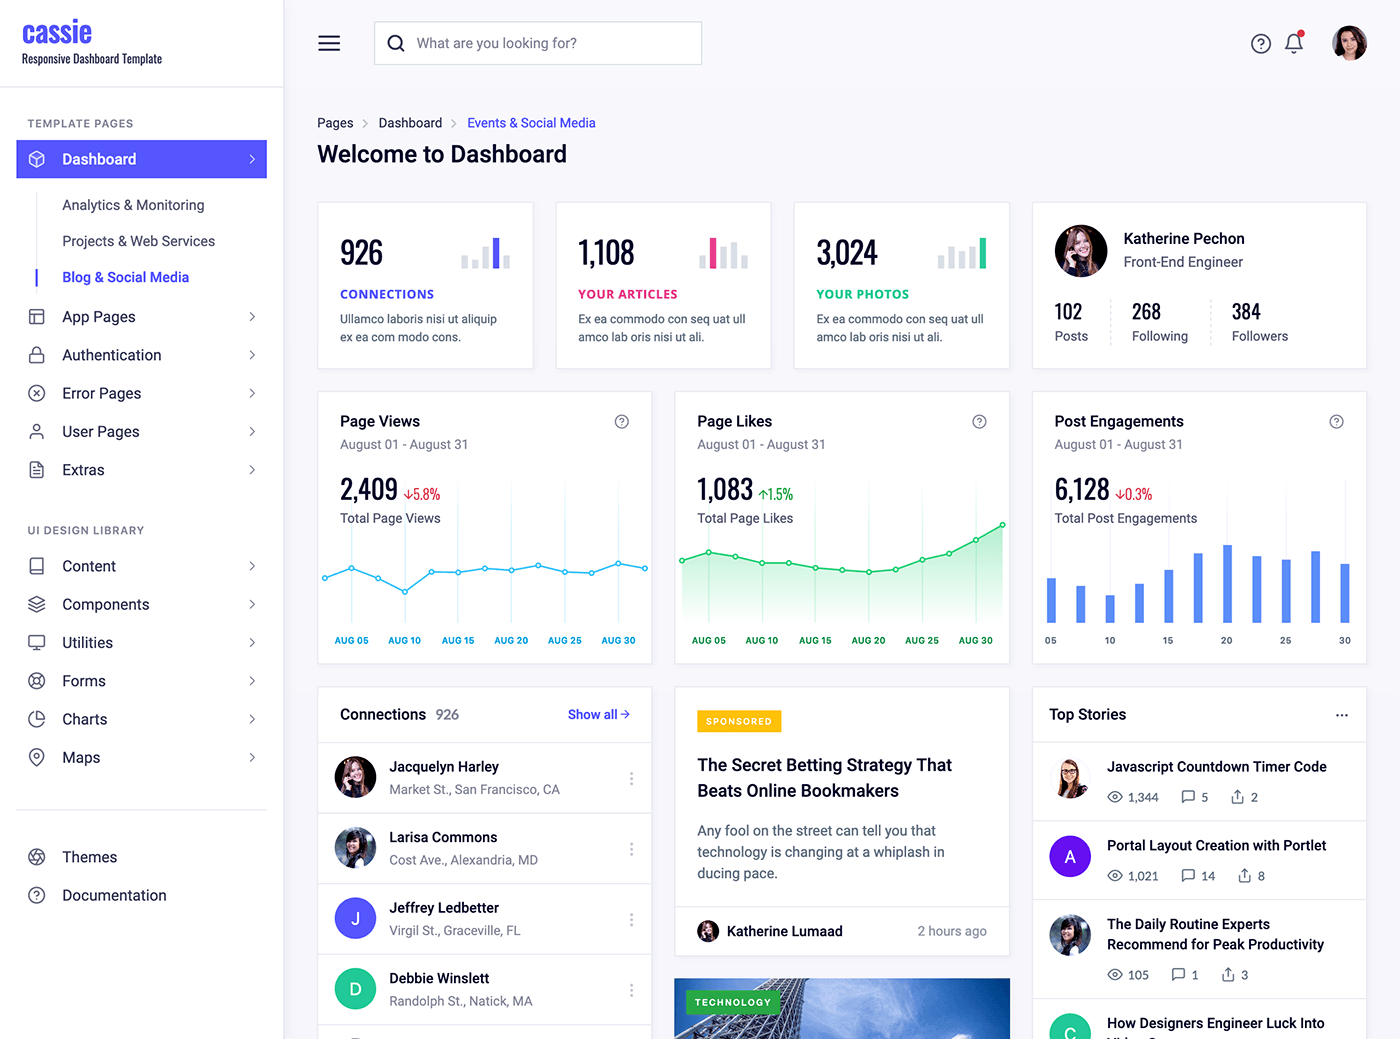 cassie
Responsive Dashboard Template
TEMPLATE PAGES
Dashboard
Analytics & Monitoring
Projects & Web Services
Blog & Social Media
App Pages
Authentication
Error Pages
User Pages
Extras
UI DESIGN LIBRARY
Content
Components
Utilities
Forms
Charts
Maps
Themes
Documentation
What are you looking for?
Pages
Dashboard
Events & Social Media
Welcome to Dashboard
926
CONNECTIONS
Ullamco laboris nisi ut aliquip
ex ea com modo cons.
1,108
YOUR ARTICLES
Ex ea commodo con seq uat ull
amco lab oris nisi ut ali.
3,024
YOUR PHOTOS
Ex ea commodo con seq uat ull
amco lab oris nisi ut ali.
Katherine Pechon
Front-End Engineer
102
Posts
268
Following
384
Followers
Page Views
August 01 - August 31
2,409 ↓5.8%
Total Page Views
AUG 05 AUG 10 AUG 15 AUG 20 AUG 25 AUG 30
Page Likes
August 01 - August 31
1,083 ↑1.5%
Total Page Likes
AUG 05 AUG 10 AUG 15 AUG 20 AUG 25 AUG 30
Post Engagements
August 01 - August 31
6,128 ↓0.3%
Total Post Engagements
05 10 15 20 25 30
Connections 926 Show all →
Jacquelyn Harley
Market St., San Francisco, CA
Larisa Commons
Cost Ave., Alexandria, MD
J
Jeffrey Ledbetter
Virgil St., Graceville, FL
D
Debbie Winslett
Randolph St., Natick, MA
SPONSORED
The Secret Betting Strategy That
Beats Online Bookmakers
Any fool on the street can tell you that
technology is changing at a whiplash in
ducing pace.
Katherine Lumaad 2 hours ago
TECHNOLOGY
Top Stories
Javascript Countdown Timer Code
1,344 5 2
A
Portal Layout Creation with Portlet
1,021 14 8
The Daily Routine Experts
Recommend for Peak Productivity
105 1 3
C
How Designers Engineer Luck Into